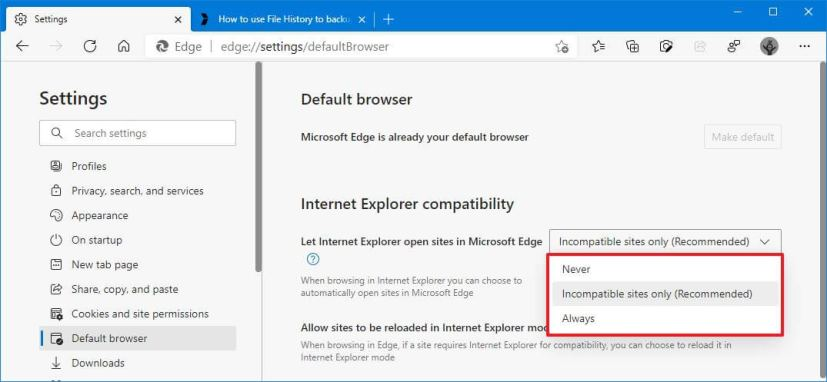 Settings
How to use File History to backu
Edge
edge://settings/defaultBrowser
Settings
Search settings
Profiles
Privacy, search, and services
Appearance
On startup
New tab page
Share, copy, and paste
Cookies and site permissions
Default browser
Downloads
Default browser
Microsoft Edge is already your default browser
Make default
Internet Explorer compatibility
Let Internet Explorer open sites in Microsoft Edge
Incompatible sites only (Recommended)
When browsing in Internet Explorer you can choose to
automatically open sites in Microsoft Edge
Never
Incompatible sites only (Recommended)
Always
Allow sites to be reloaded in Internet Explorer mod
When browsing in Edge, if a site requires Internet Explorer for compatibility, you can choose to reload it in
Internet Explorer mode